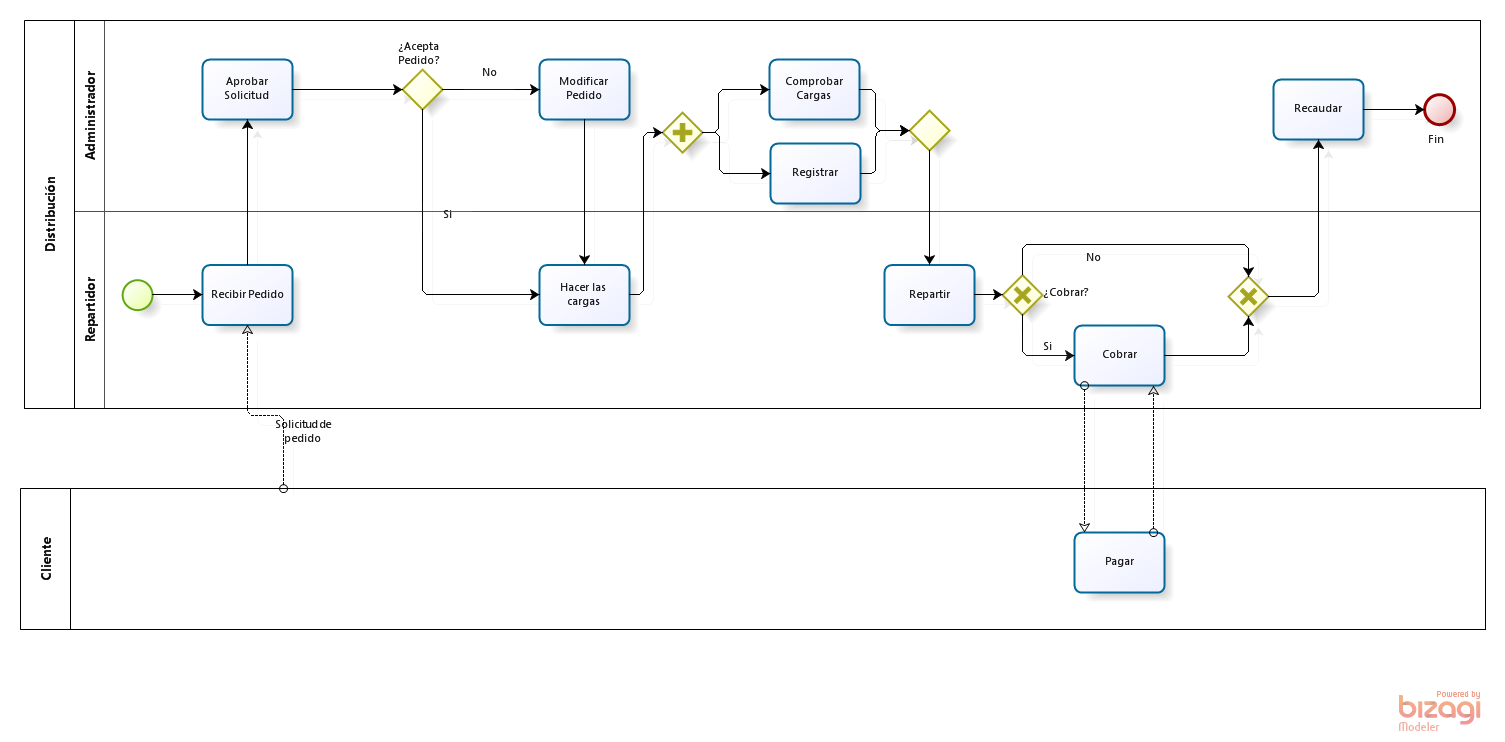 Distribución
Administrador
Aprobar
Solicitud
¿Acepta
Pedido?
No
Modificar
Pedido
Comprobar
Cargas
Registrar
Recaudar
Fin
Si
Repartidor
Recibir Pedido
Hacer las
cargas
Repartir
¿Cobrar?
No
Si
Cobrar
Solicitud de
pedido
Cliente
Pagar
Powered by
bizagi
Modeler